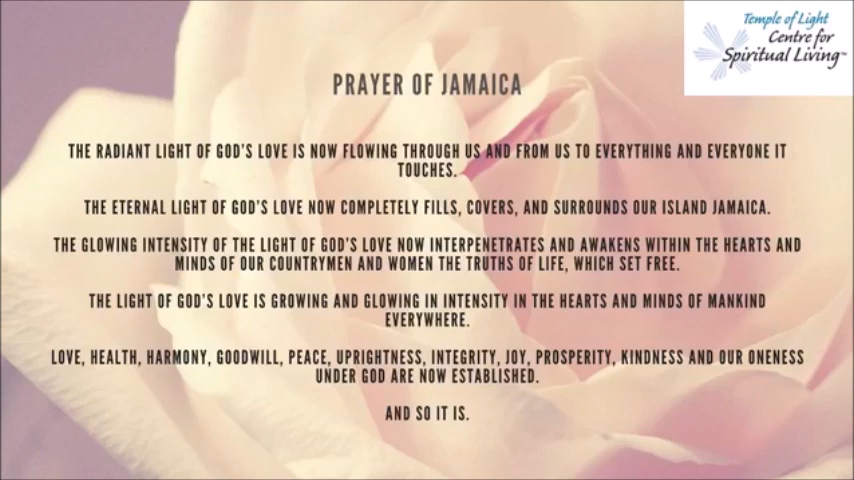 Temple of Light
Centre for
Spiritual Living™
PRAYER OF JAMAICA
THE RADIANT LIGHT OF GOD'S LOVE IS NOW FLOWING THROUGH US AND FROM US TO EVERYTHING AND EVERYONE IT
TOUCHES.
THE ETERNAL LIGHT OF GOD'S LOVE NOW COMPLETELY FILLS, COVERS, AND SURROUNDS OUR ISLAND JAMAICA.
THE GLOWING INTENSITY OF THE LIGHT OF GOD'S LOVE NOW INTERPENETRATES AND AWAKENS WITHIN THE HEARTS AND
MINDS OF OUR COUNTRYMEN AND WOMEN THE TRUTHS OF LIFE, WHICH SET FREE.
THE LIGHT OF GOD'S LOVE IS GROWING AND GLOWING IN INTENSITY IN THE HEARTS AND MINDS OF MANKIND
EVERYWHERE.
LOVE, HEALTH, HARMONY, GOODWILL, PEACE, UPRIGHTNESS, INTEGRITY, JOY, PROSPERITY, KINDNESS AND OUR ONENESS
UNDER GOD ARE NOW ESTABLISHED.
AND SO IT IS.